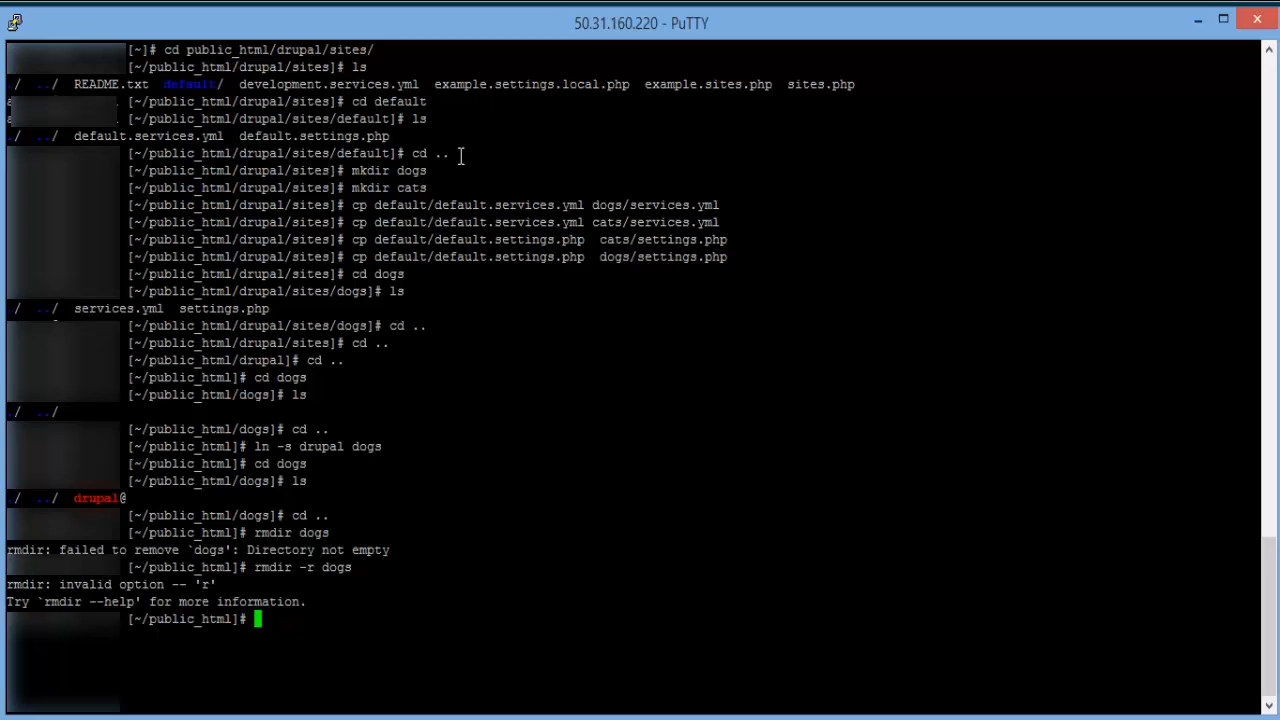 50.31.160.220 - PuTTY
[~]# cd public_html/drupal/sites/
[~/public_html/drupal/sites]# ls
./ ../ README.txt default/ development.services.yml example.settings.local.php example.sites.php sites.php
[~/public_html/drupal/sites]# cd default
[~/public_html/drupal/sites/default]# ls
./ ../ default.services.yml default.settings.php
[~/public_html/drupal/sites/default]# cd ..
[~/public_html/drupal/sites]# mkdir dogs
[~/public_html/drupal/sites]# mkdir cats
[~/public_html/drupal/sites]# cp default/default.services.yml dogs/services.yml
[~/public_html/drupal/sites]# cp default/default.services.yml cats/services.yml
[~/public_html/drupal/sites]# cp default/default.settings.php cats/settings.php
[~/public_html/drupal/sites]# cp default/default.settings.php dogs/settings.php
[~/public_html/drupal/sites]# cd dogs
[~/public_html/drupal/sites/dogs]# ls
./ ../ services.yml settings.php
[~/public_html/drupal/sites/dogs]# cd ..
[~/public_html/drupal/sites]# cd ..
[~/public_html/drupal]# cd ..
[~/public_html]# cd dogs
[~/public_html/dogs]# ls
./ ../
[~/public_html/dogs]# cd ..
[~/public_html]# ln -s drupal dogs
[~/public_html]# cd dogs
[~/public_html/dogs]# ls
./ ../ drupal@
[~/public_html/dogs]# cd ..
[~/public_html]# rmdir dogs
rmdir: failed to remove `dogs': Directory not empty
[~/public_html]# rmdir -r dogs
rmdir: invalid option -- 'r'
Try `rmdir --help' for more information.
[~/public_html]#